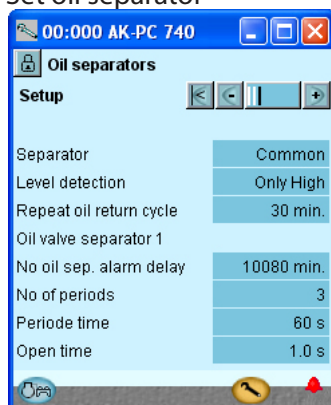 Set oil separator
00:000 AK-PC 740
Oil separators
Setup
Separator Common
Level detection Only High
Repeat oil return cycle 30 min.
Oil valve separator 1
No oil sep. alarm delay 10080 min.
No of periods 3
Periode time 60 s
Open time 1.0 s